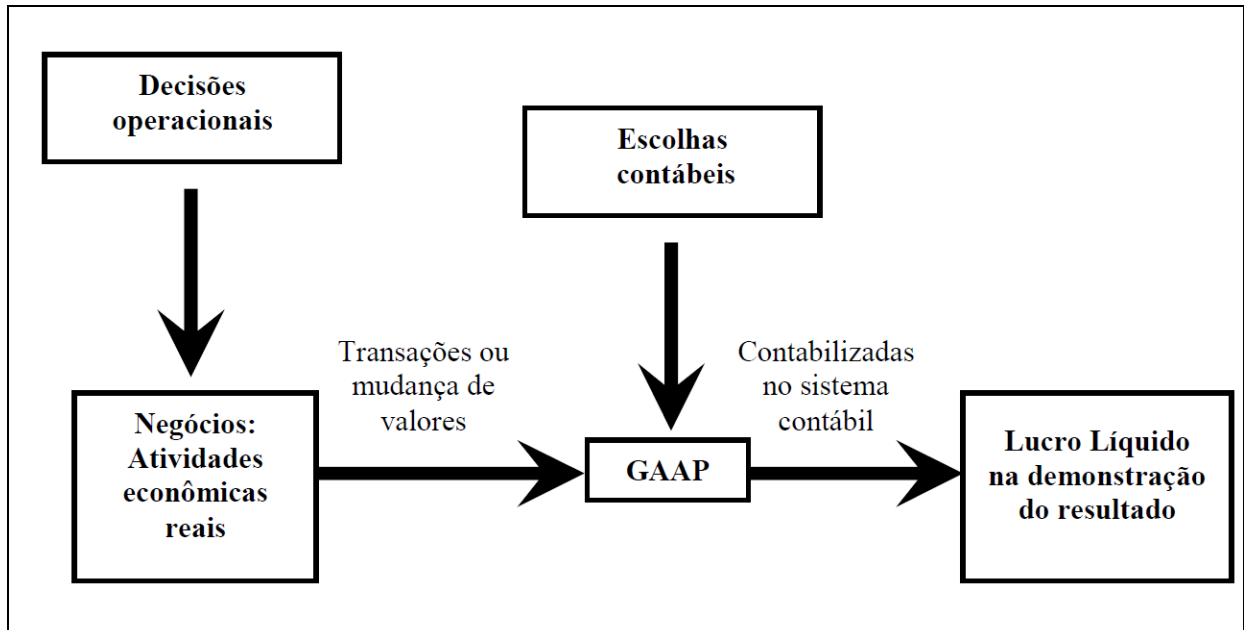 Decisões
operacionais
Escolhas
contábeis
Transações ou
mudança de
valores
Contabilizadas
no sistema
contábil
Negócios:
Atividades
econômicas
reais
GAAP
Lucro Líquido
na demonstração
do resultado